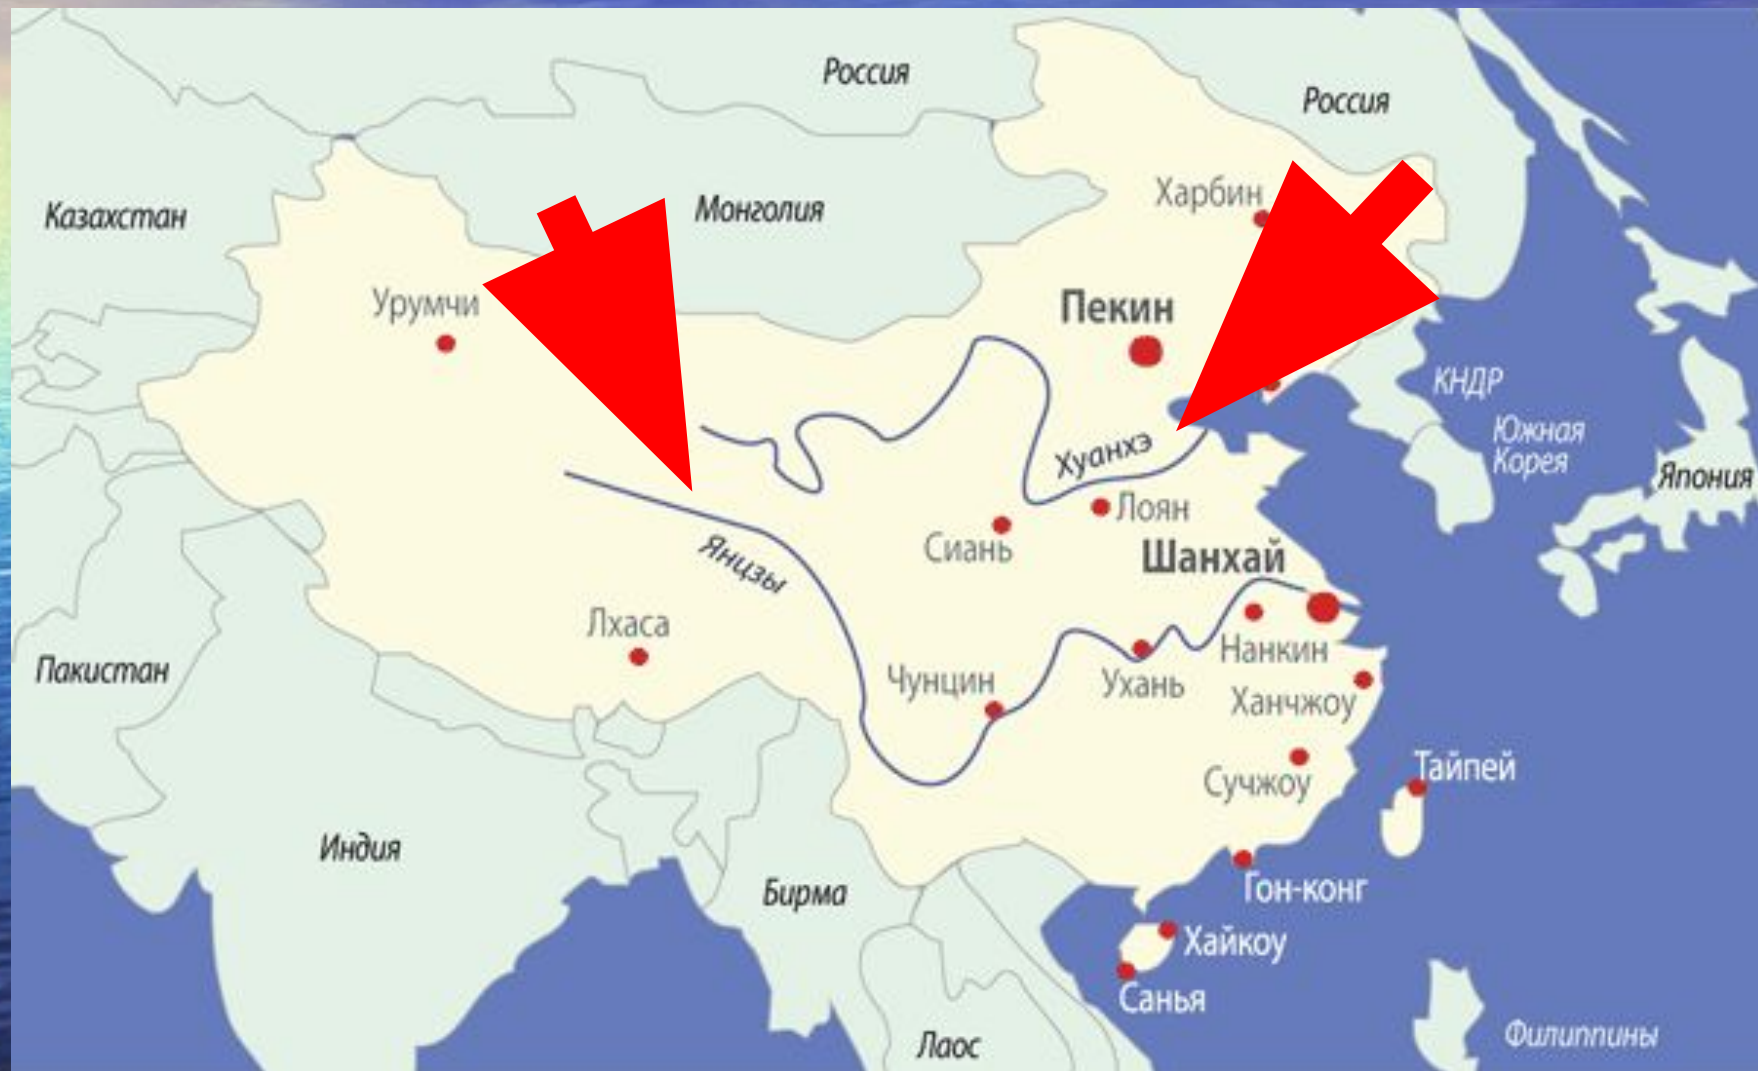 Россия
Россия
Харбин
Казахстан
Монголия
Урумчи
Пекин
КНДР
Южная
Корея
Япония
Хуанхэ
Лоян
Сиань
Шанхай
Янцзы
Лхаса
Нанкин
Пакистан
Чунцин
Ухань
Ханчжоу
Сучжоу
Тайпей
Индия
Бирма
Гон-конг
Хайкоу
Санья
Филиппины
Лаос